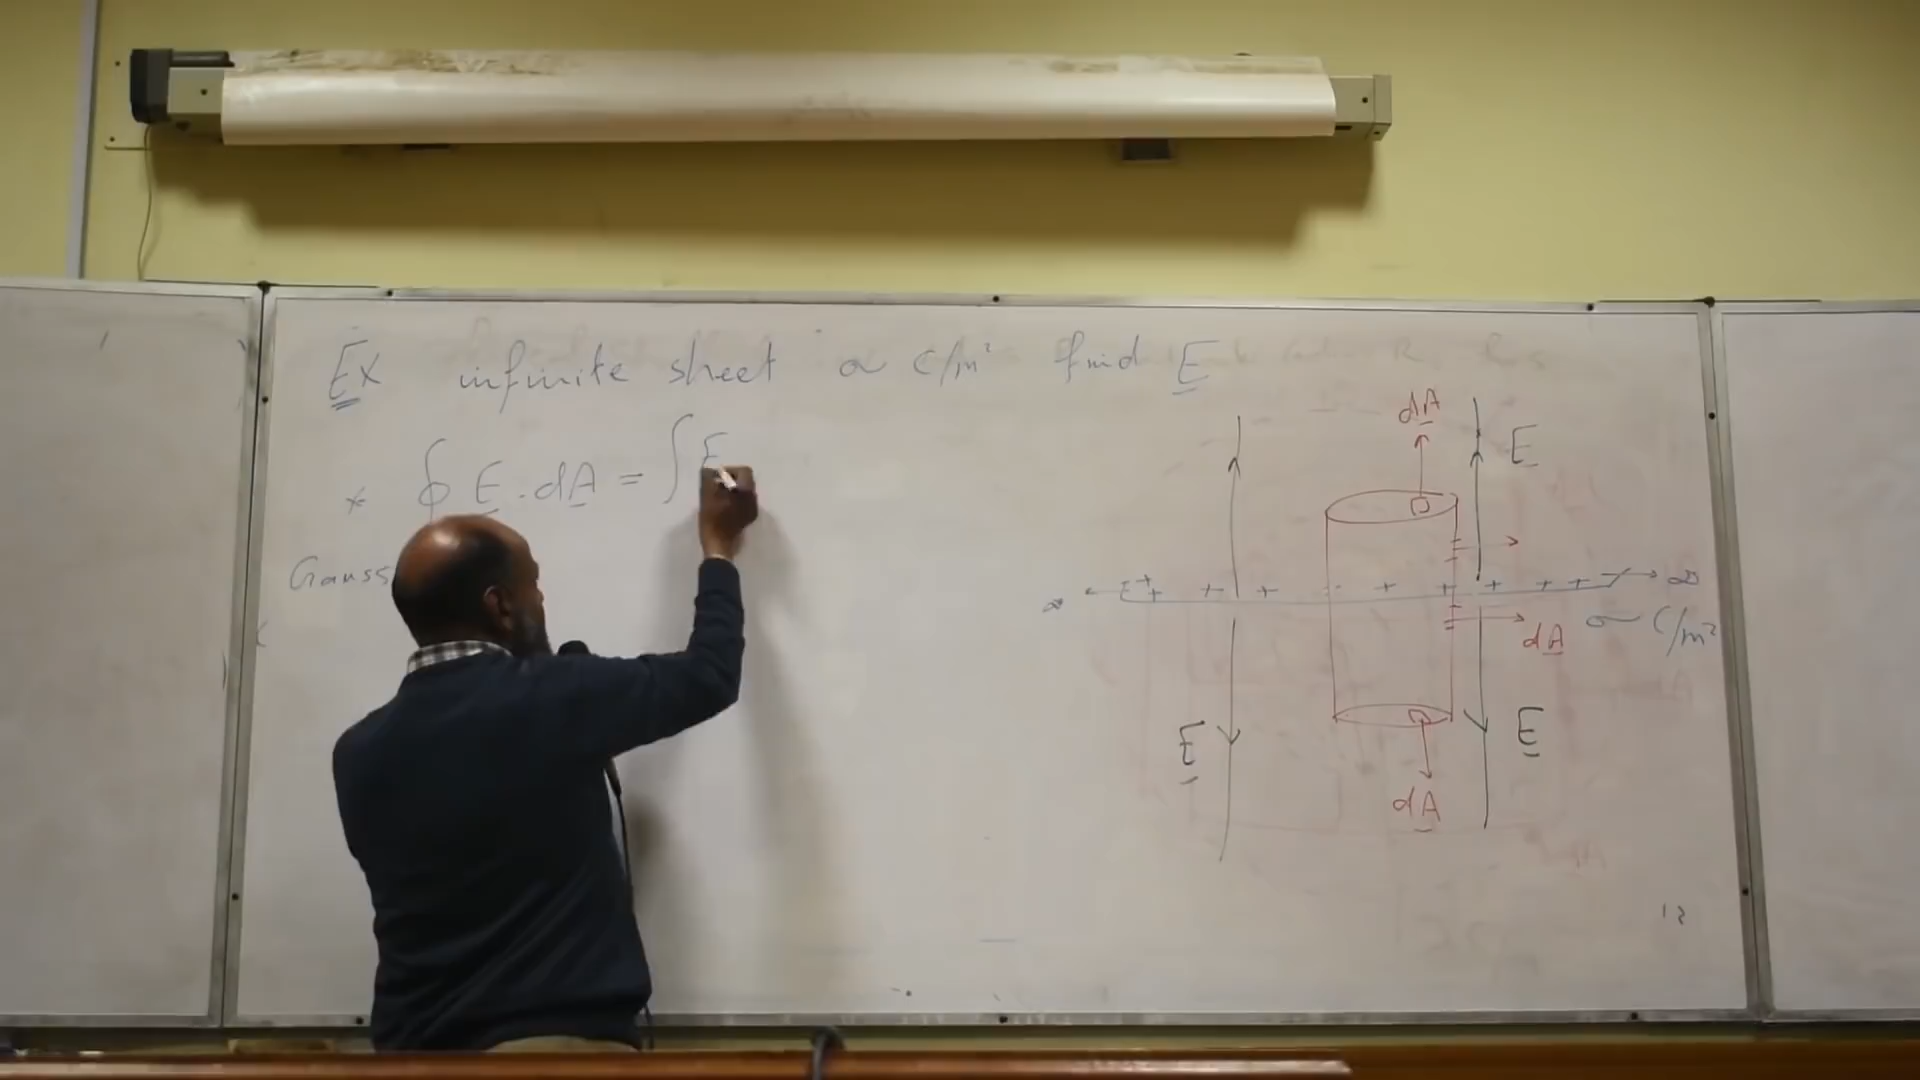 Ex infinite sheet σ C/m² find E
* ∮ E . dA = ∫ E
Gauss
dA
E
+ + + + + + + + +
∞ ∞
σ C/m²
dA
E E
dA
12